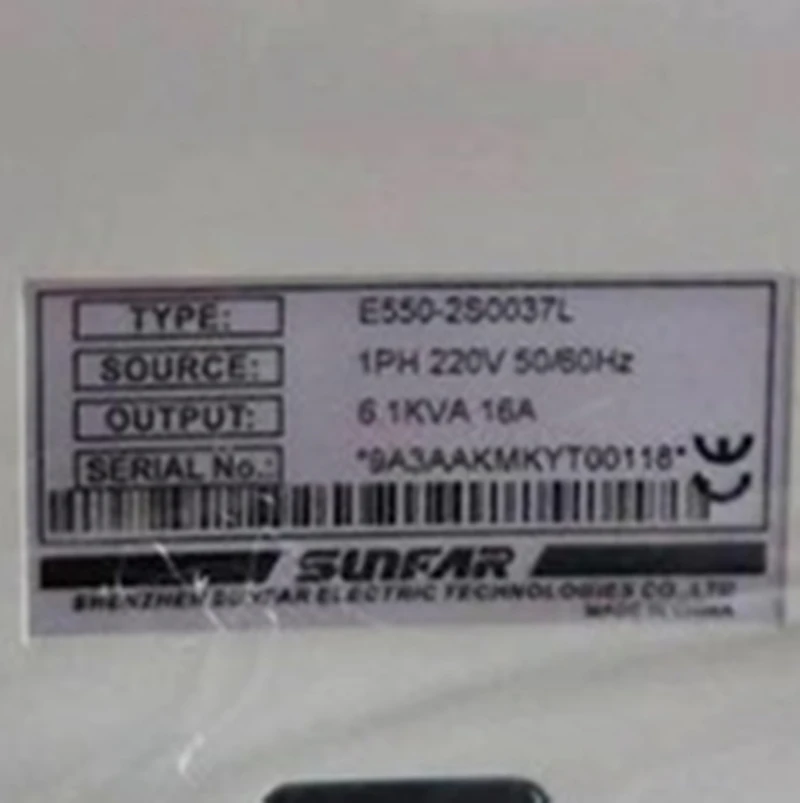 TYPE: E550-2S0037L
SOURCE: 1PH 220V 50/60Hz
OUTPUT: 6.1KVA 16A
SERIAL No.: *9A3AAKMKYT00118*
CE
SUNFAR
SHENZHEN SUNFAR ELECTRIC TECHNOLOGIES CO.,LTD
MADE IN CHINA